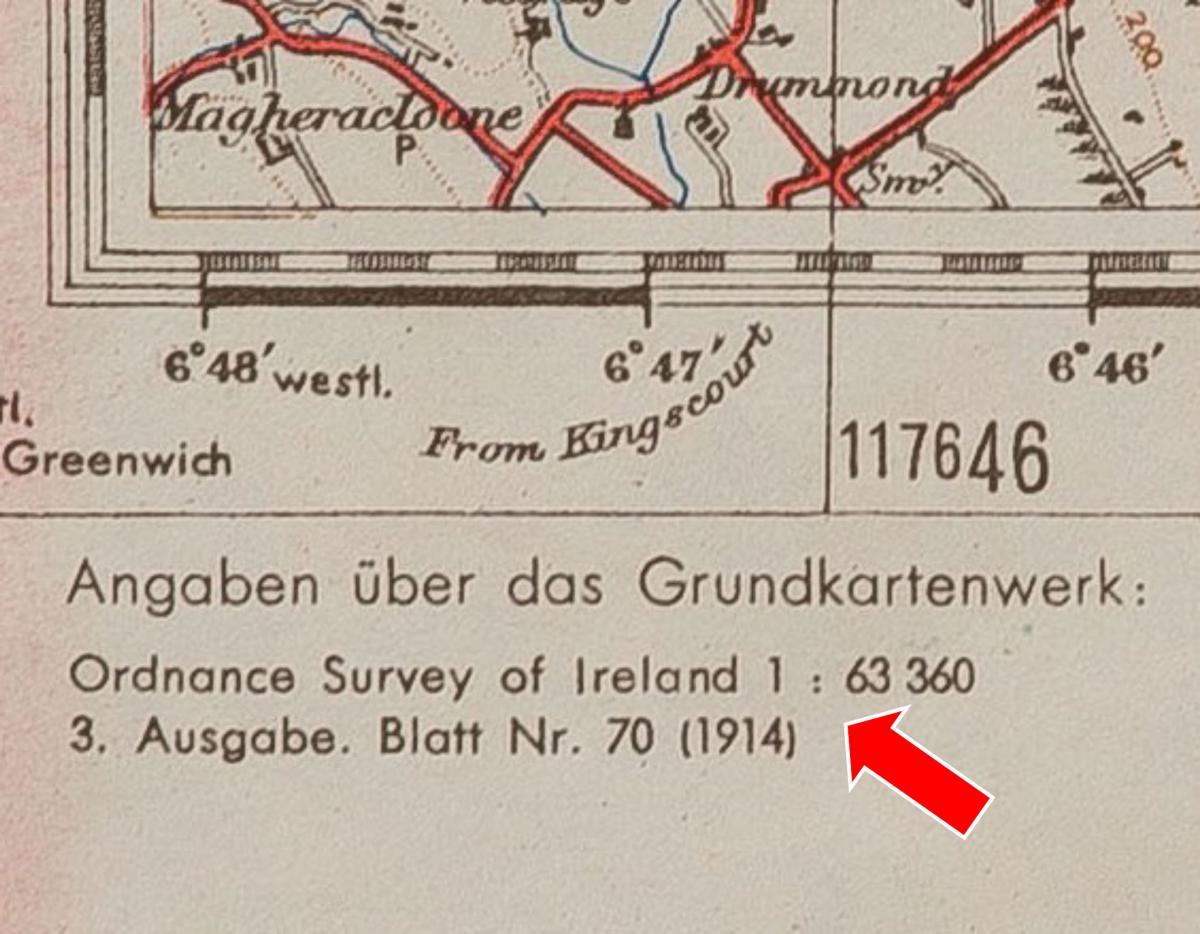 200
Drummond
Magheracloone
P
Smy.
6°48′ westl.
6°47′
6°46′
tl.
Greenwich
From Kingscourt
117646
Angaben über das Grundkartenwerk:
Ordnance Survey of Ireland 1 : 63 360
3. Ausgabe. Blatt Nr. 70 (1914)